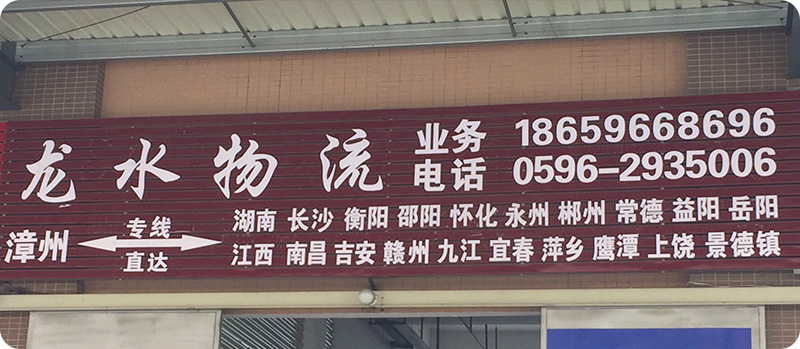 龙水物流
业务电话
18659668696
0596-2935006
漳州 专线直达
湖南 长沙 衡阳 邵阳 怀化 永州 郴州 常德 益阳 岳阳
江西 南昌 吉安 赣州 九江 宜春 萍乡 鹰潭 上饶 景德镇